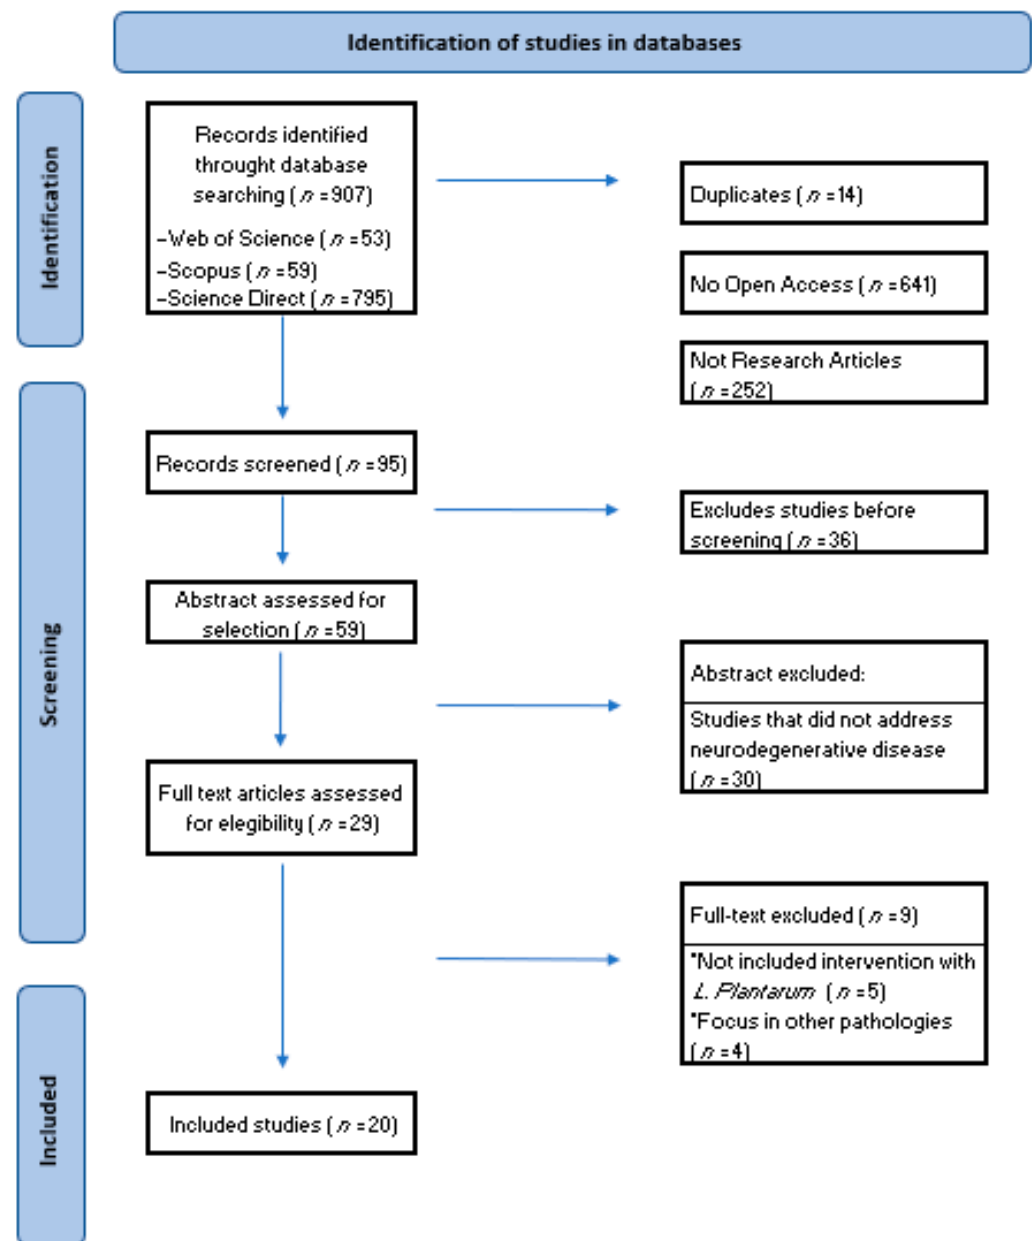 Identification of studies in databases
Identification
Records identified
throught database
searching (n=907)
-Web of Science (n=53)
-Scopus (n=59)
-Science Direct (n=795)
Duplicates (n=14)
No Open Access (n=641)
Not Research Articles
(n=252)
Screening
Records screened (n=95)
Excludes studies before
screening (n=36)
Abstract assessed for
selection (n=59)
Abstract excluded:
Studies that did not address
neurodegenerative disease
(n=30)
Full text articles assessed
for elegibility (n=29)
Full-text excluded (n=9)
*Not included intervention with
L. Plantarum (n=5)
*Focus in other pathologies
(n=4)
Included
Included studies (n=20)